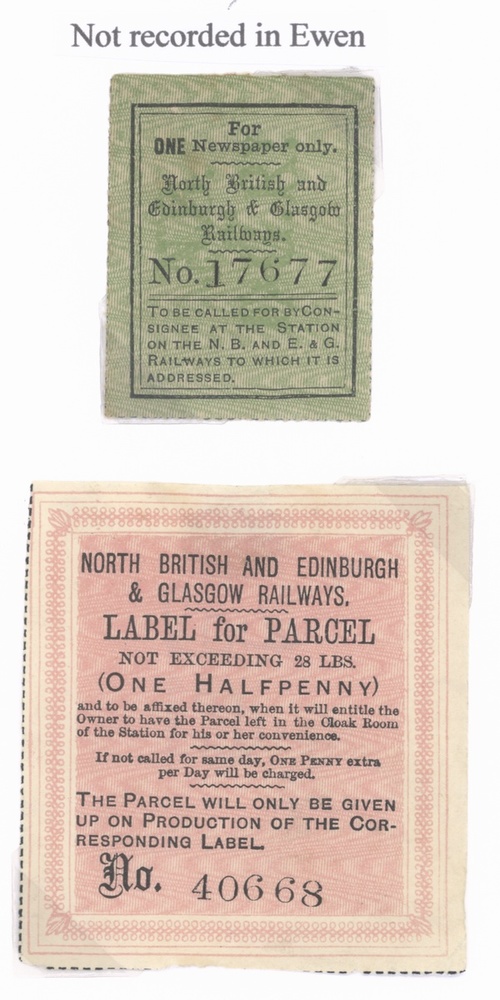 Not recorded in Ewen
For
ONE Newspaper only.
North British and
Edinburgh & Glasgow
Railways.
No. 17677
TO BE CALLED FOR BY CON-
SIGNEE AT THE STATION
ON THE N. B. AND E. & G.
RAILWAYS TO WHICH IT IS
ADDRESSED.
NORTH BRITISH AND EDINBURGH
& GLASGOW RAILWAYS.
LABEL for PARCEL
NOT EXCEEDING 28 LBS.
(ONE HALFPENNY)
and to be affixed thereon, when it will entitle the
Owner to have the Parcel left in the Cloak Room
of the Station for his or her convenience.
If not called for same day, ONE PENNY extra
per Day will be charged.
THE PARCEL WILL ONLY BE GIVEN
UP ON PRODUCTION OF THE COR-
RESPONDING LABEL.
No. 40668